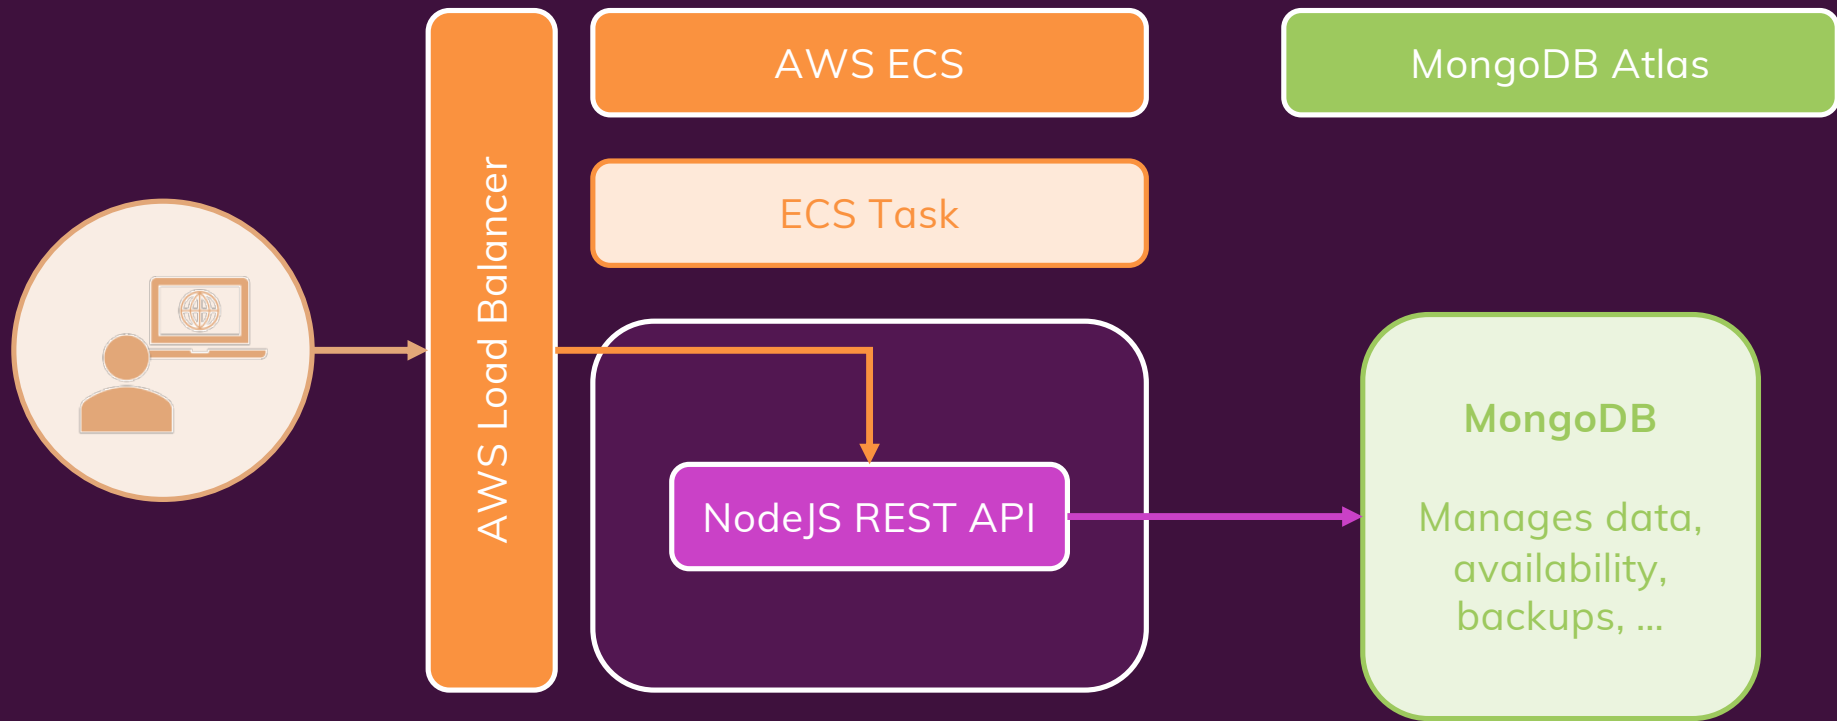 AWS Load Balancer
AWS ECS
ECS Task
NodeJS REST API
MongoDB Atlas
MongoDB
Manages data,
availability,
backups, ...